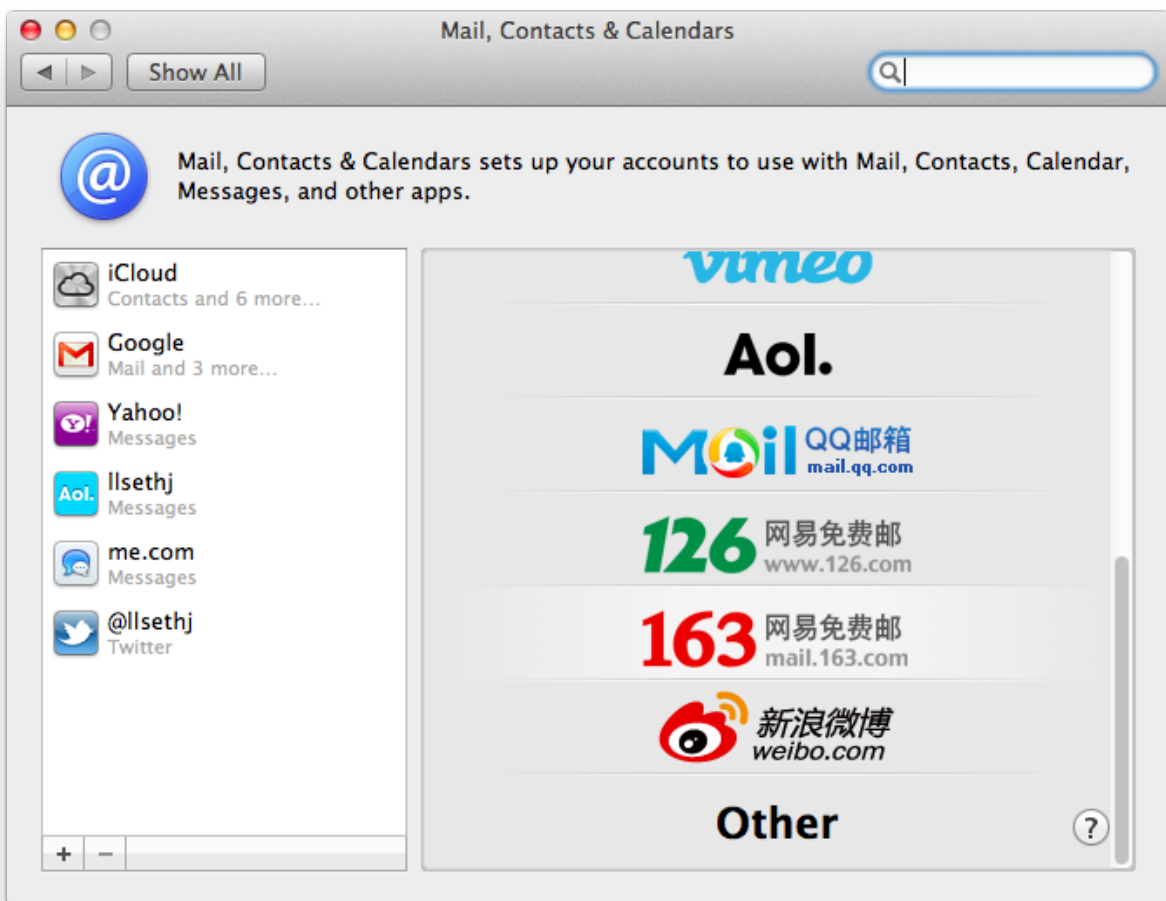 Mail, Contacts & Calendars
Show All
Mail, Contacts & Calendars sets up your accounts to use with Mail, Contacts, Calendar,
Messages, and other apps.
iCloud
Contacts and 6 more...
Google
Mail and 3 more...
Yahoo!
Messages
Aol.
llsethj
Messages
me.com
Messages
@llsethj
Twitter
vimeo
Aol.
Mail QQ邮箱
mail.qq.com
126 网易免费邮
www.126.com
163 网易免费邮
mail.163.com
新浪微博
weibo.com
Other
?